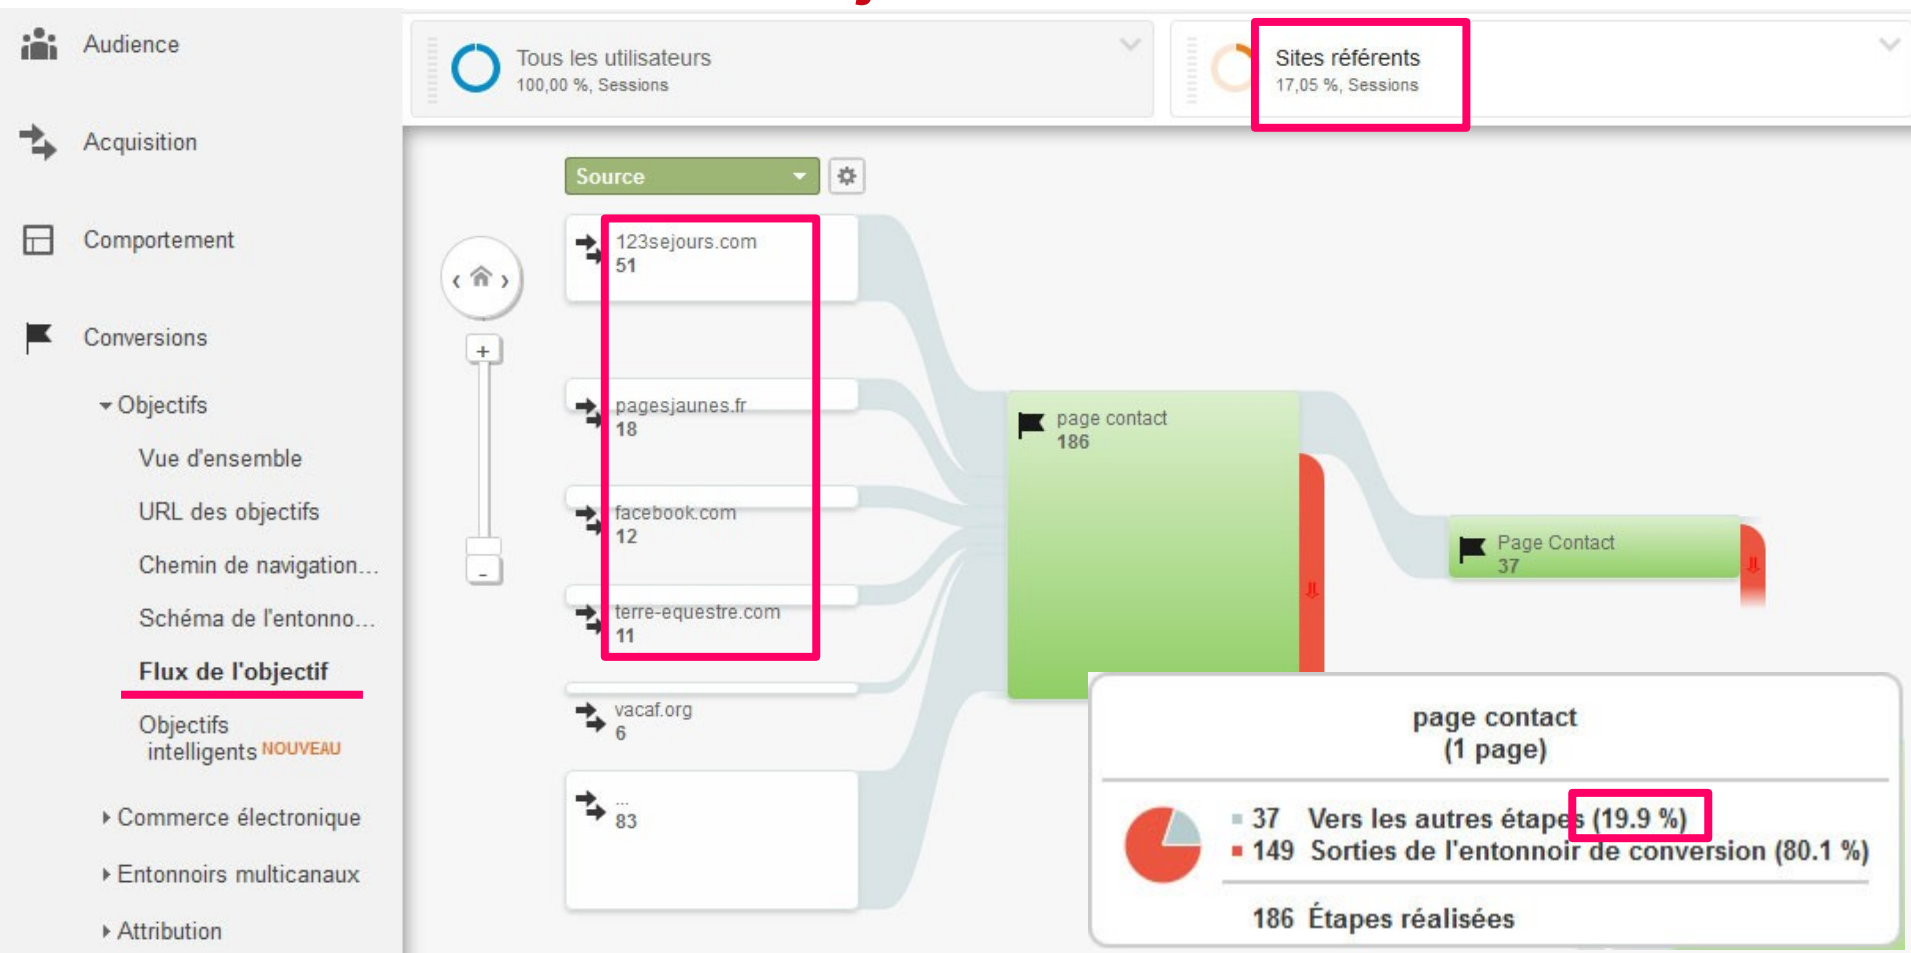 Audience
Acquisition
Comportement
Conversions
Objectifs
Vue d'ensemble
URL des objectifs
Chemin de navigation...
Schéma de l'entonno...
Flux de l'objectif
Objectifs
intelligents NOUVEAU
Commerce électronique
Entonnoirs multicanaux
Attribution
Tous les utilisateurs
100,00 %, Sessions
Sites référents
17,05 %, Sessions
Source
123sejours.com
51
pagesjaunes.fr
18
facebook.com
12
terre-equestre.com
11
vacaf.org
6
...
83
+
-
page contact
186
Page Contact
37
page contact
(1 page)
37 Vers les autres étapes (19.9 %)
149 Sorties de l'entonnoir de conversion (80.1 %)
186 Étapes réalisées